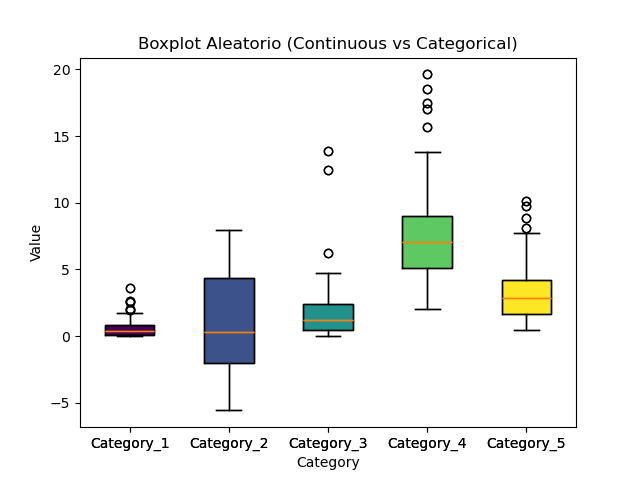 Boxplot Aleatorio (Continuous vs Categorical)
20
15
10
5
0
−5
Value
Category_1 Category_2 Category_3 Category_4 Category_5
Category